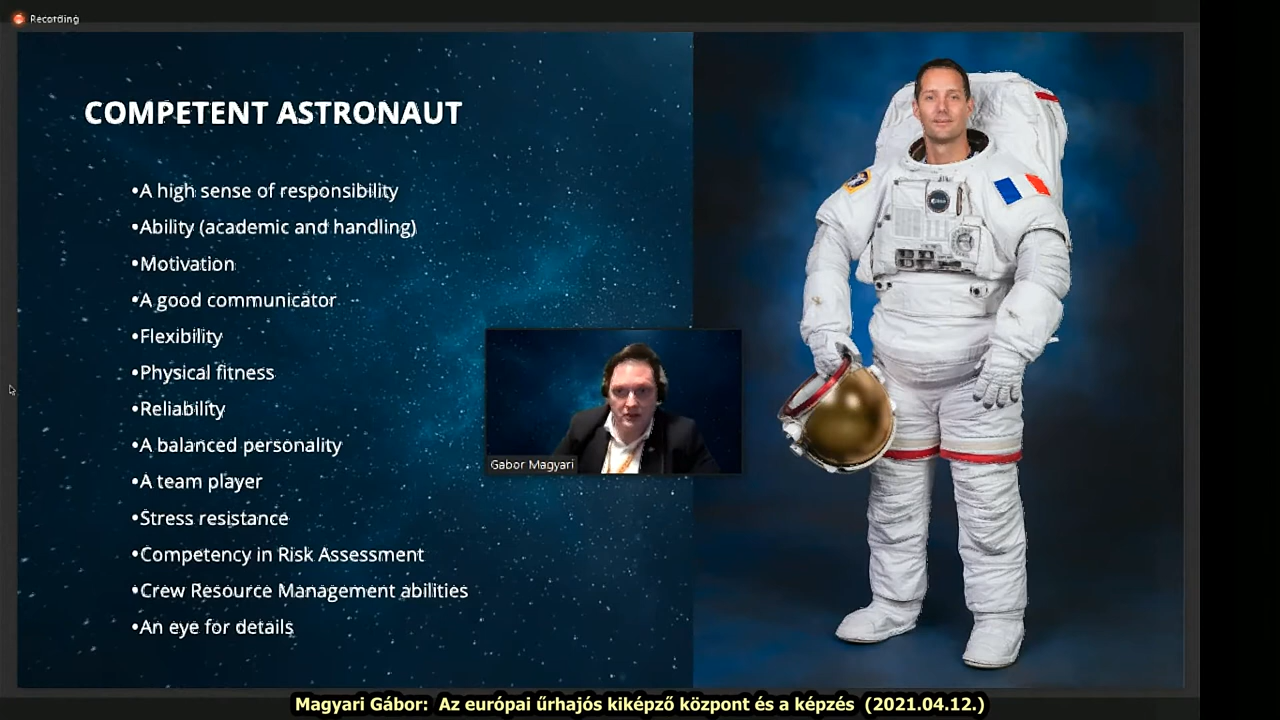 Recording
COMPETENT ASTRONAUT
•A high sense of responsibility
•Ability (academic and handling)
•Motivation
•A good communicator
•Flexibility
•Physical fitness
•Reliability
•A balanced personality
•A team player
•Stress resistance
•Competency in Risk Assessment
•Crew Resource Management abilities
•An eye for details
Gabor Magyari
Magyari Gábor: Az európai űrhajós kiképző központ és a képzés (2021.04.12.)